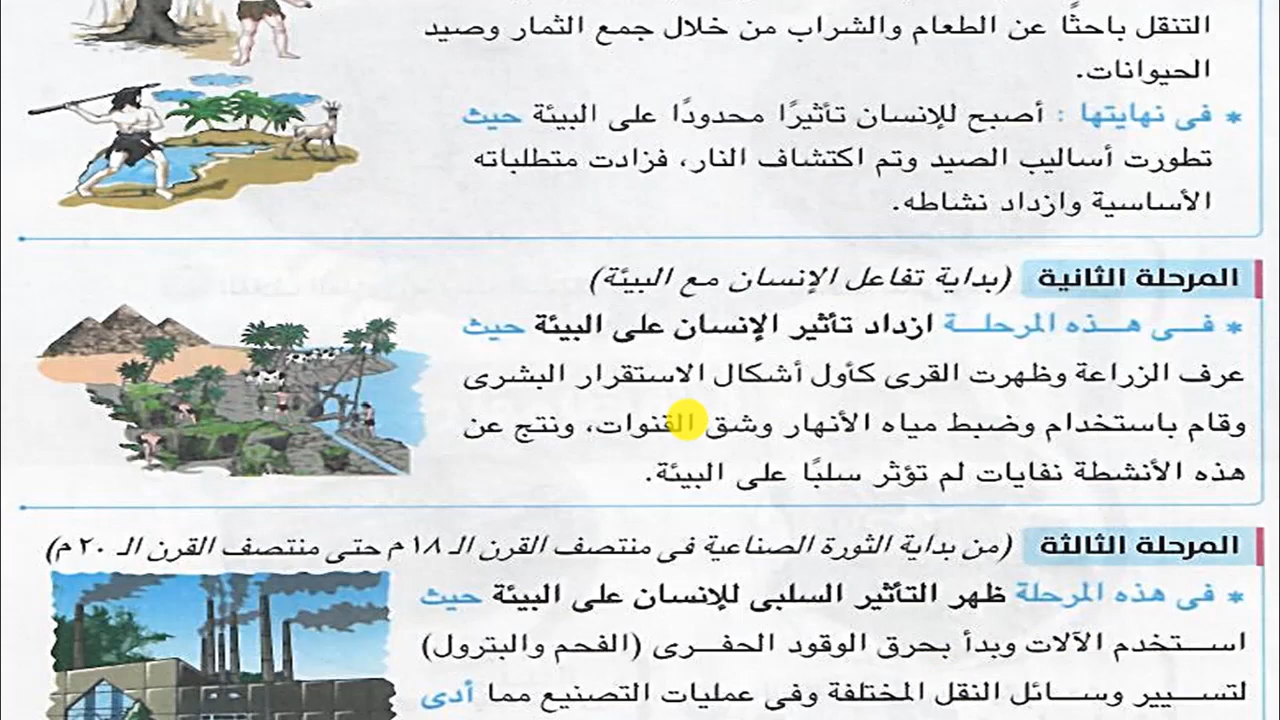 التنقل باحثًا عن الطعام والشراب من خلال جمع الثمار وصيد
الحيوانات.
* فى نهايتها : أصبح للإنسان تأثيرًا محدودًا على البيئة حيث
تطورت أساليب الصيد وتم اكتشاف النار، فزادت متطلباته
الأساسية وازداد نشاطه.
المرحلة الثانية (بداية تفاعل الإنسان مع البيئة)
* فى هذه المرحلة ازداد تأثير الإنسان على البيئة حيث
عرف الزراعة وظهرت القرى كأول أشكال الاستقرار البشرى
وقام باستخدام وضبط مياه الأنهار وشق القنوات، ونتج عن
هذه الأنشطة نفايات لم تؤثر سلبًا على البيئة.
المرحلة الثالثة (من بداية الثورة الصناعية فى منتصف القرن الـ ١٨ م حتى منتصف القرن الـ ٢٠ م)
* فى هذه المرحلة ظهر التأثير السلبى للإنسان على البيئة حيث
استخدم الآلات وبدأ بحرق الوقود الحفرى (الفحم والبترول)
لتسيير وسائل النقل المختلفة وفى عمليات التصنيع مما أدى